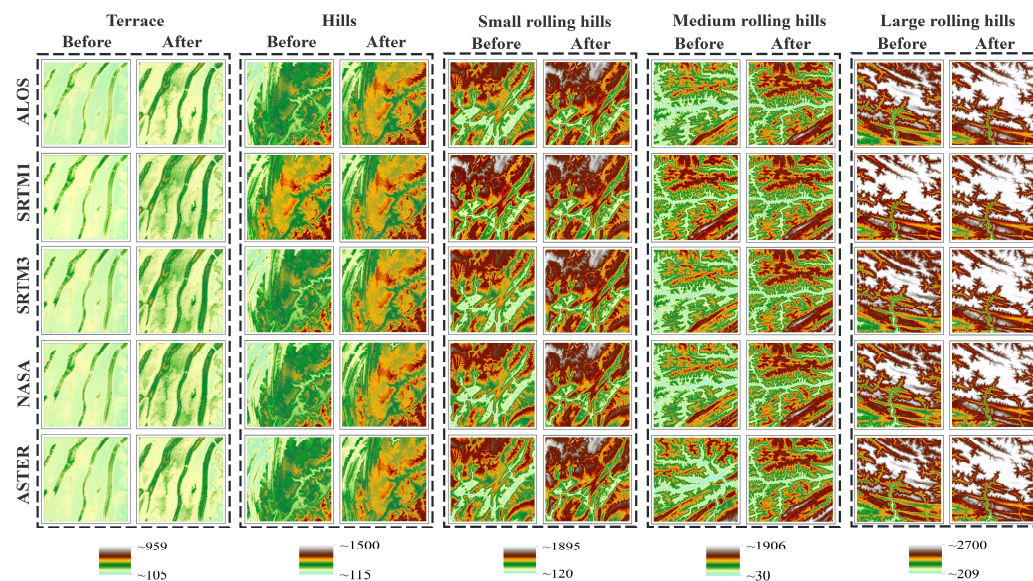 Terrace Hills Small rolling hills Medium rolling hills Large rolling hills
Before After Before After Before After Before After Before After
ALOS
SRTM1
SRTM3
NASA
ASTER
~959 ~1500 ~1895 ~1906 ~2700
~105 ~115 ~120 ~30 ~209